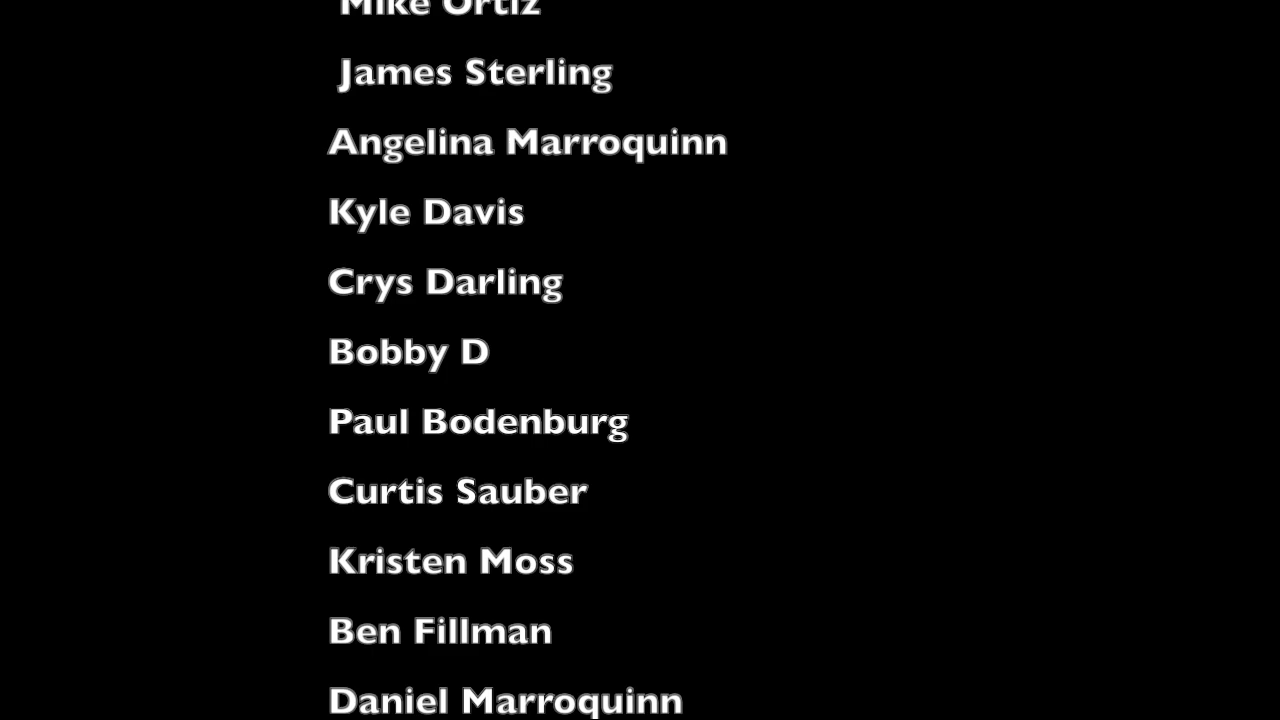 Mike Ortiz
James Sterling
Angelina Marroquinn
Kyle Davis
Crys Darling
Bobby D
Paul Bodenburg
Curtis Sauber
Kristen Moss
Ben Fillman
Daniel Marroquinn